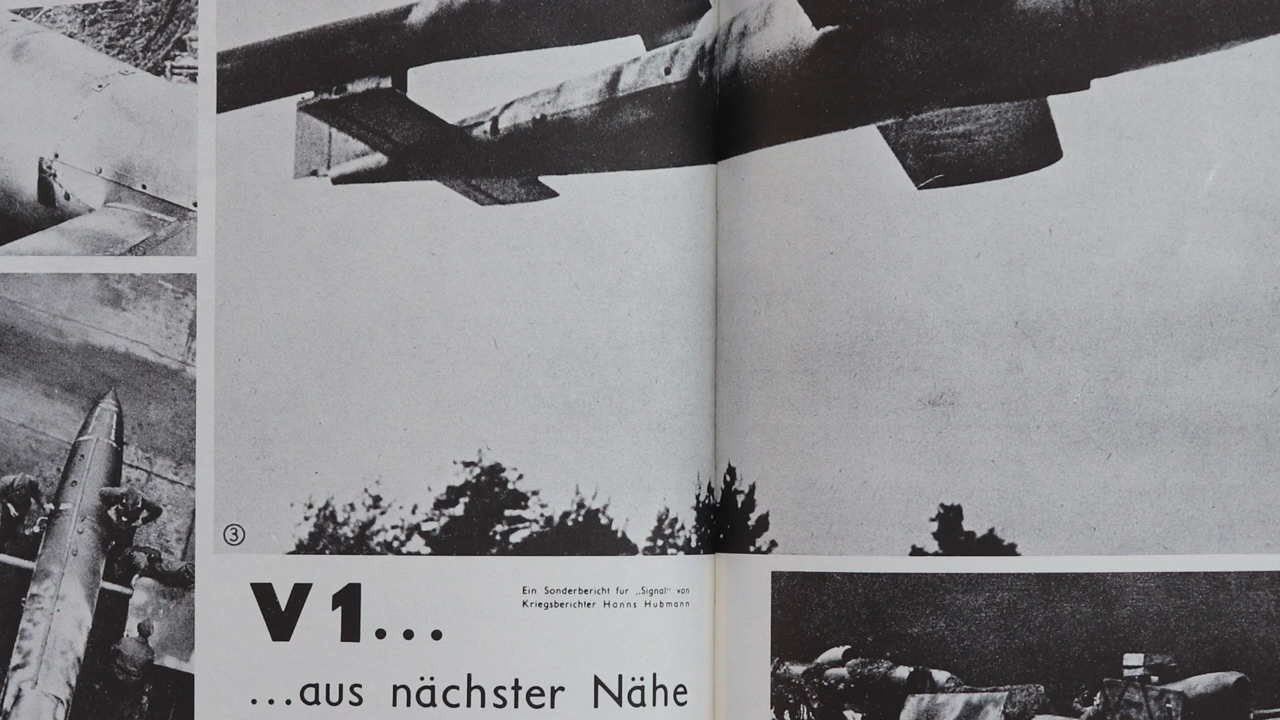 ③
V1...
Ein Sonderbericht für „Signal" von
Kriegsberichter Hanns Hubmann
...aus nächster Nähe